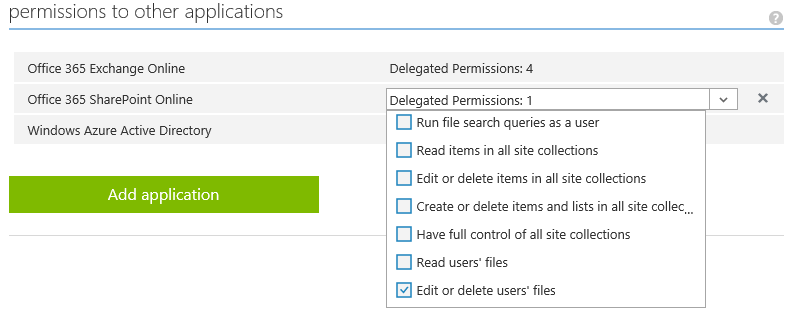 permissions to other applications
?
Office 365 Exchange Online Delegated Permissions: 4
Office 365 SharePoint Online Delegated Permissions: 1
Windows Azure Active Directory
Run file search queries as a user
Read items in all site collections
Edit or delete items in all site collections
Create or delete items and lists in all site collec...
Have full control of all site collections
Read users' files
Edit or delete users' files
Add application